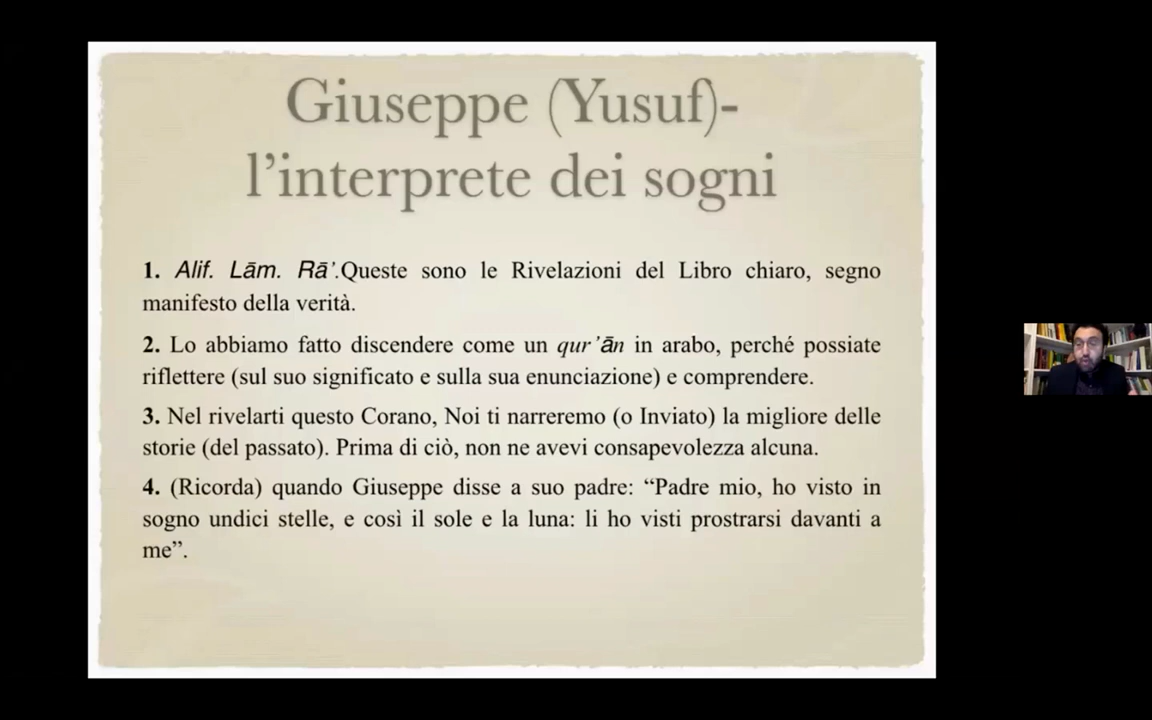 Giuseppe (Yusuf)-
l’interprete dei sogni
1. Alif. Lām. Rā’.Queste sono le Rivelazioni del Libro chiaro, segno
manifesto della verità.
2. Lo abbiamo fatto discendere come un qur’ān in arabo, perché possiate
riflettere (sul suo significato e sulla sua enunciazione) e comprendere.
3. Nel rivelarti questo Corano, Noi ti narreremo (o Inviato) la migliore delle
storie (del passato). Prima di ciò, non ne avevi consapevolezza alcuna.
4. (Ricorda) quando Giuseppe disse a suo padre: “Padre mio, ho visto in
sogno undici stelle, e così il sole e la luna: li ho visti prostrarsi davanti a
me”.